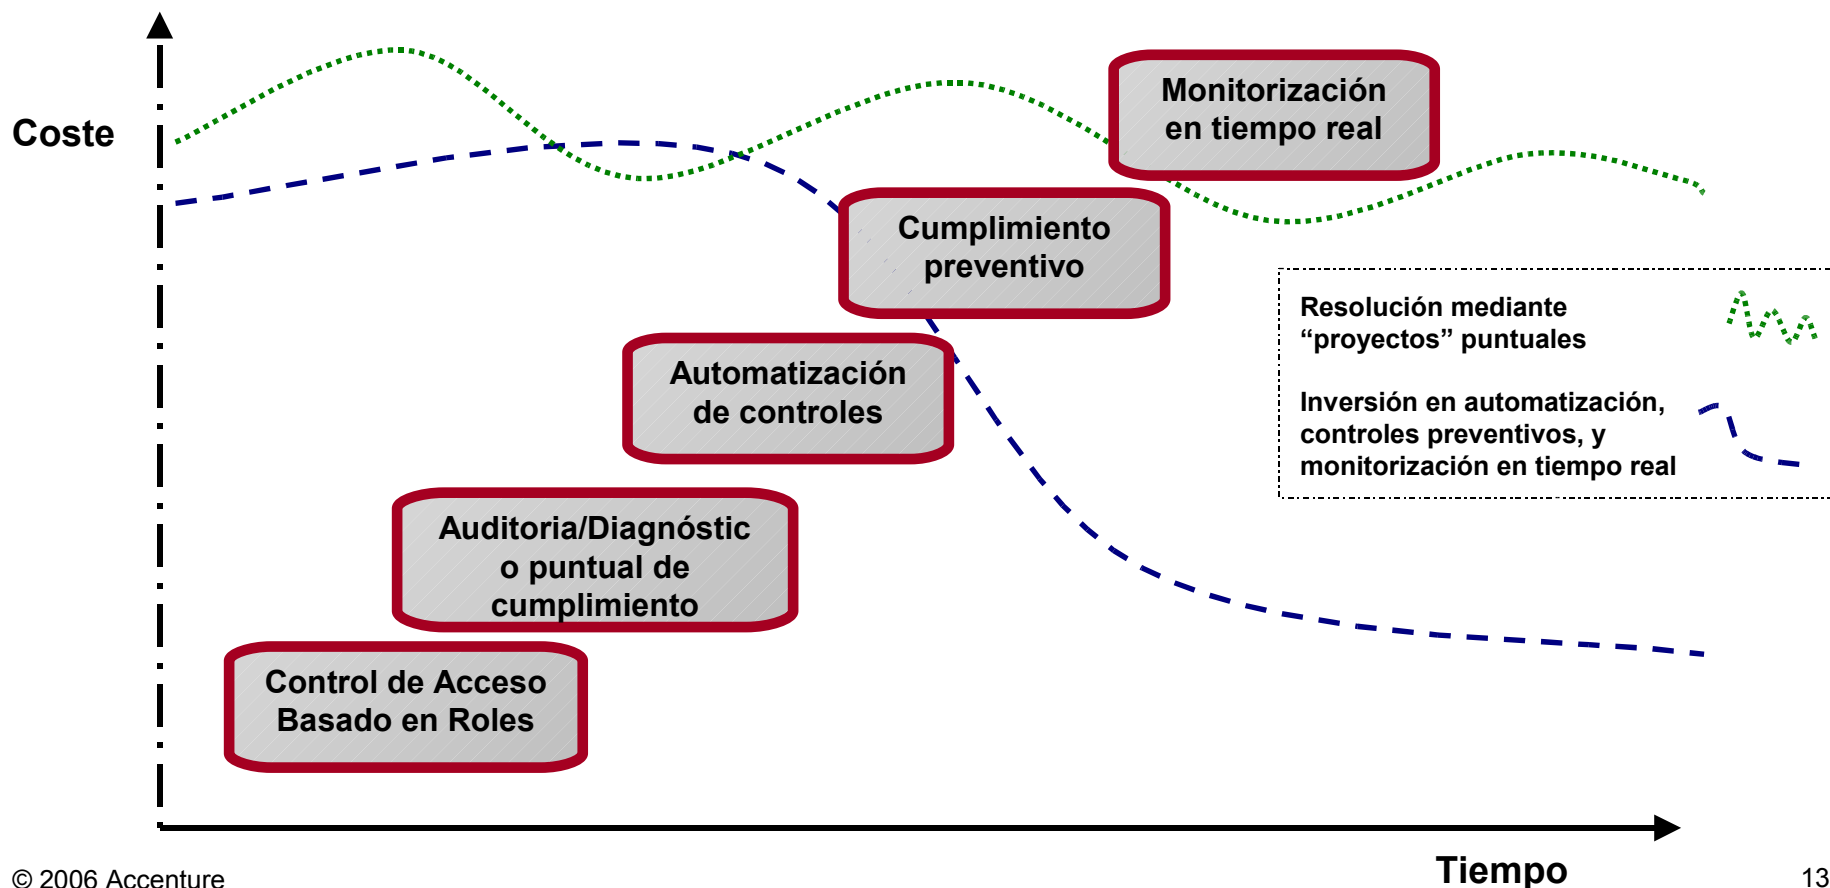 Coste
Monitorización
en tiempo real
Cumplimiento
preventivo
Automatización
de controles
Auditoria/Diagnóstic
o puntual de
cumplimiento
Control de Acceso
Basado en Roles
Resolución mediante
“proyectos” puntuales
Inversión en automatización,
controles preventivos, y
monitorización en tiempo real
Tiempo
© 2006 Accenture
13